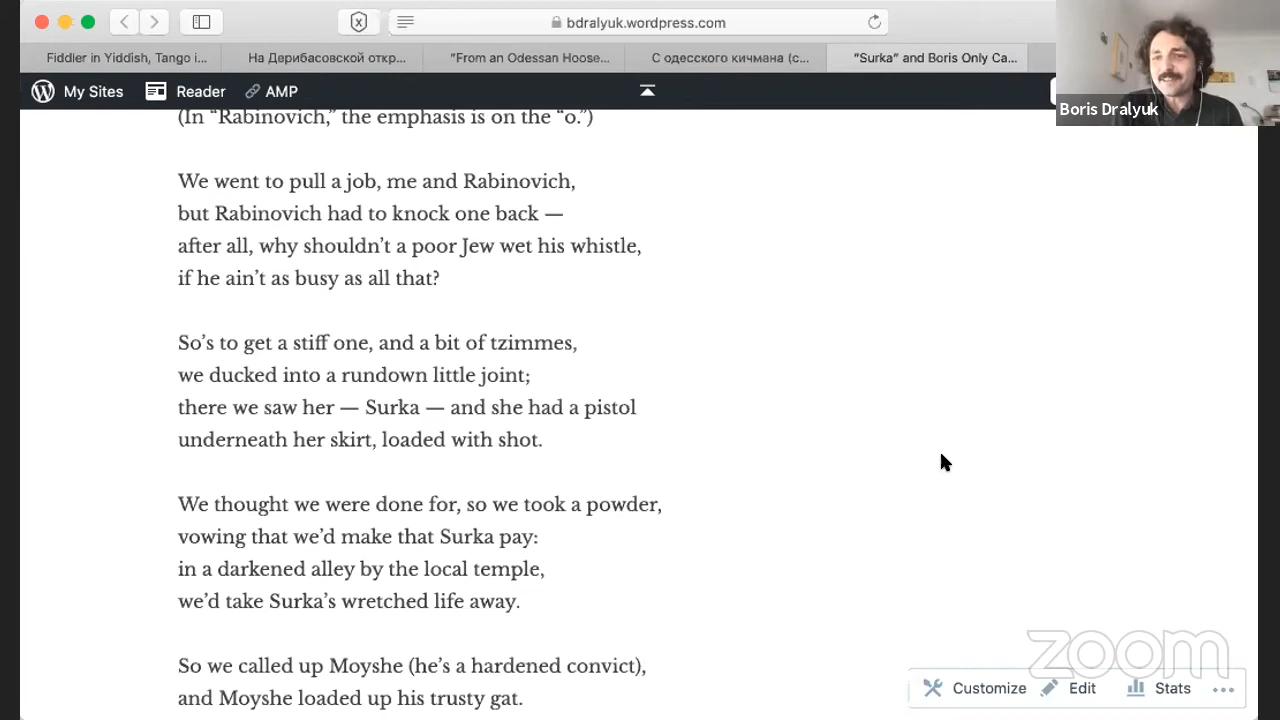 bdralyuk.wordpress.com
Fiddler in Yiddish, Tango i...
На Дерибасовской откр...
“From an Odessan Hoose...
С одесского кичмана (с...
“Surka” and Boris Only Ca...
My Sites
Reader
AMP
Boris Dralyuk
(In “Rabinovich,” the emphasis is on the “o.”)
We went to pull a job, me and Rabinovich,
but Rabinovich had to knock one back —
after all, why shouldn’t a poor Jew wet his whistle,
if he ain’t as busy as all that?
So’s to get a stiff one, and a bit of tzimmes,
we ducked into a rundown little joint;
there we saw her — Surka — and she had a pistol
underneath her skirt, loaded with shot.
We thought we were done for, so we took a powder,
vowing that we’d make that Surka pay:
in a darkened alley by the local temple,
we’d take Surka’s wretched life away.
So we called up Moyshe (he’s a hardened convict),
and Moyshe loaded up his trusty gat.
zoom
Customize
Edit
Stats